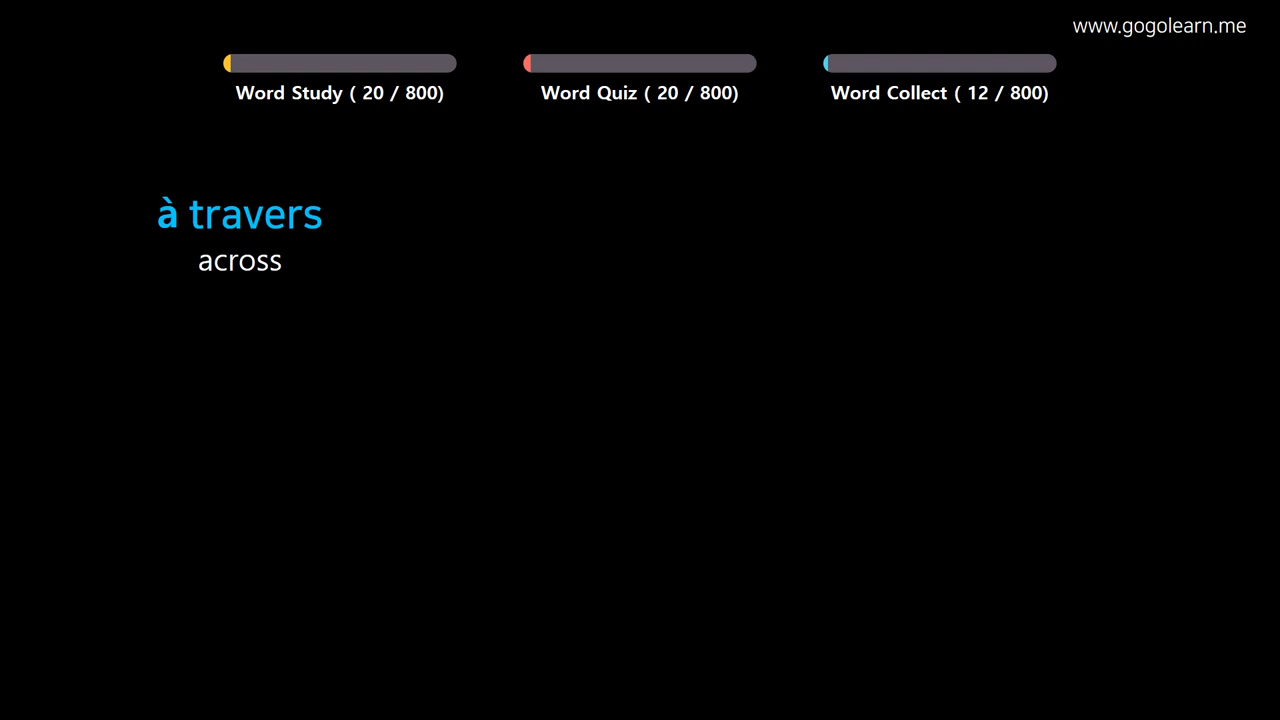 www.gogolearn.me
Word Study ( 20 / 800)
Word Quiz ( 20 / 800)
Word Collect ( 12 / 800)
à travers
across